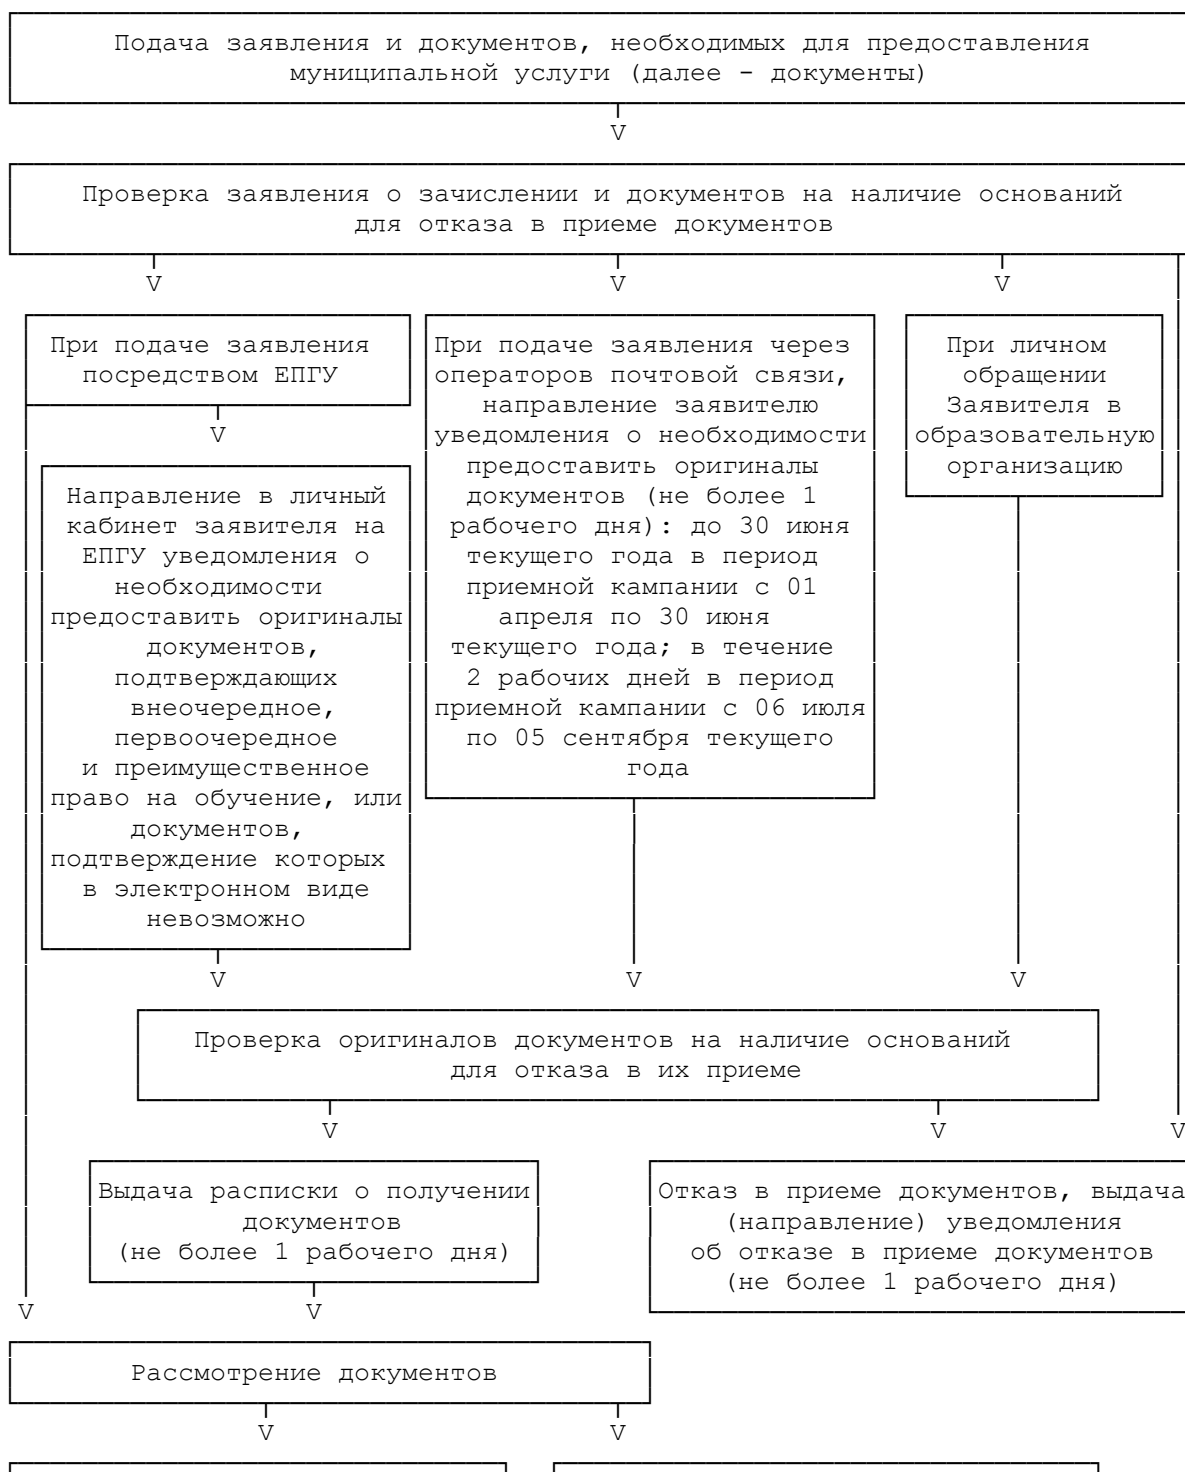 Подача заявления и документов, необходимых для предоставления
муниципальной услуги (далее - документы)
V
Проверка заявления о зачислении и документов на наличие оснований
для отказа в приеме документов
V V V
При подаче заявления
посредством ЕПГУ
V
Направление в личный
кабинет заявителя на
ЕПГУ уведомления о
необходимости
предоставить оригиналы
документов,
подтверждающих
внеочередное,
первоочередное
и преимущественное
право на обучение, или
документов,
подтверждение которых
в электронном виде
невозможно
При подаче заявления через
операторов почтовой связи,
направление заявителю
уведомления о необходимости
предоставить оригиналы
документов (не более 1
рабочего дня): до 30 июня
текущего года в период
приемной кампании с 01
апреля по 30 июня
текущего года; в течение
2 рабочих дней в период
приемной кампании с 06 июля
по 05 сентября текущего
года
При личном
обращении
Заявителя в
образовательную
организацию
V V V
Проверка оригиналов документов на наличие оснований
для отказа в их приеме
V V V
Выдача расписки о получении
документов
(не более 1 рабочего дня)
Отказ в приеме документов, выдача
(направление) уведомления
об отказе в приеме документов
(не более 1 рабочего дня)
V V
Рассмотрение документов
V V